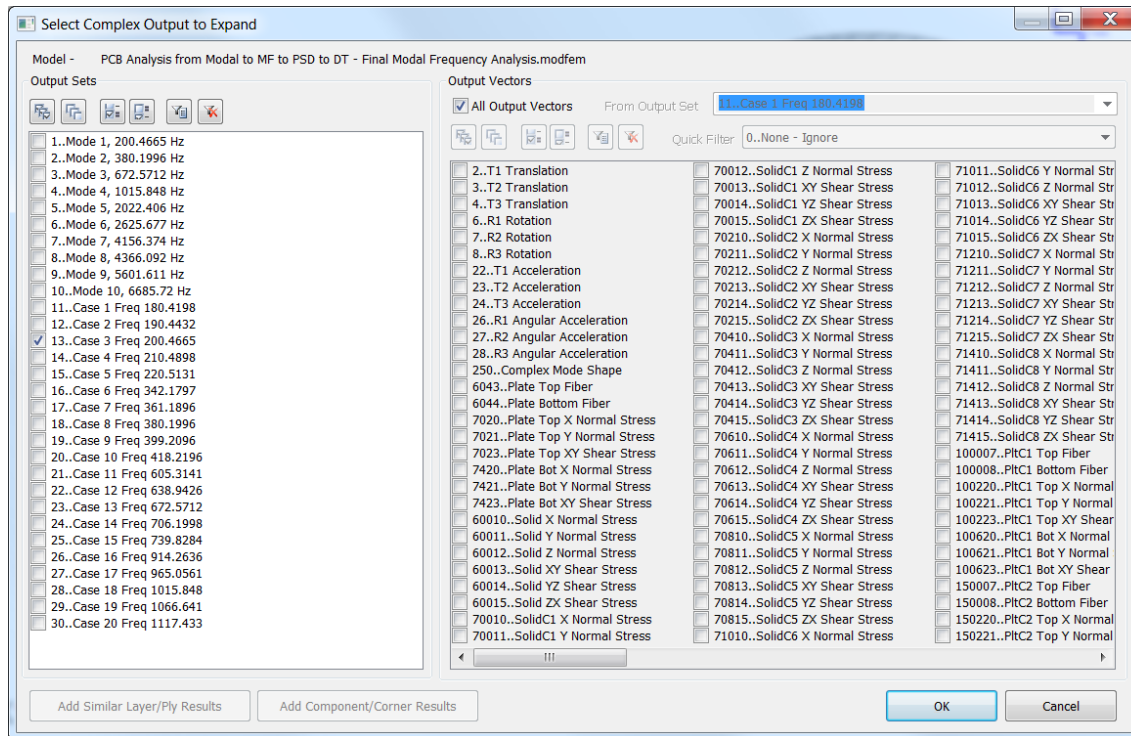 Select Complex Output to Expand
Model - PCB Analysis from Modal to MF to PSD to DT - Final Modal Frequency Analysis.modfem
Output Sets
1..Mode 1, 200.4665 Hz
2..Mode 2, 380.1996 Hz
3..Mode 3, 672.5712 Hz
4..Mode 4, 1015.848 Hz
5..Mode 5, 2022.406 Hz
6..Mode 6, 2625.677 Hz
7..Mode 7, 4156.374 Hz
8..Mode 8, 4366.092 Hz
9..Mode 9, 5601.611 Hz
10..Mode 10, 6685.72 Hz
11..Case 1 Freq 180.4198
12..Case 2 Freq 190.4432
13..Case 3 Freq 200.4665
14..Case 4 Freq 210.4898
15..Case 5 Freq 220.5131
16..Case 6 Freq 342.1797
17..Case 7 Freq 361.1896
18..Case 8 Freq 380.1996
19..Case 9 Freq 399.2096
20..Case 10 Freq 418.2196
21..Case 11 Freq 605.3141
22..Case 12 Freq 638.9426
23..Case 13 Freq 672.5712
24..Case 14 Freq 706.1998
25..Case 15 Freq 739.8284
26..Case 16 Freq 914.2636
27..Case 17 Freq 965.0561
28..Case 18 Freq 1015.848
29..Case 19 Freq 1066.641
30..Case 20 Freq 1117.433
Output Vectors
All Output Vectors
From Output Set
11..Case 1 Freq 180.4198
Quick Filter
0..None - Ignore
2..T1 Translation
3..T2 Translation
4..T3 Translation
6..R1 Rotation
7..R2 Rotation
8..R3 Rotation
22..T1 Acceleration
23..T2 Acceleration
24..T3 Acceleration
26..R1 Angular Acceleration
27..R2 Angular Acceleration
28..R3 Angular Acceleration
250..Complex Mode Shape
6043..Plate Top Fiber
6044..Plate Bottom Fiber
7020..Plate Top X Normal Stress
7021..Plate Top Y Normal Stress
7023..Plate Top XY Shear Stress
7420..Plate Bot X Normal Stress
7421..Plate Bot Y Normal Stress
7423..Plate Bot XY Shear Stress
60010..Solid X Normal Stress
60011..Solid Y Normal Stress
60012..Solid Z Normal Stress
60013..Solid XY Shear Stress
60014..Solid YZ Shear Stress
60015..Solid ZX Shear Stress
70010..SolidC1 X Normal Stress
70011..SolidC1 Y Normal Stress
70012..SolidC1 Z Normal Stress
70013..SolidC1 XY Shear Stress
70014..SolidC1 YZ Shear Stress
70015..SolidC1 ZX Shear Stress
70210..SolidC2 X Normal Stress
70211..SolidC2 Y Normal Stress
70212..SolidC2 Z Normal Stress
70213..SolidC2 XY Shear Stress
70214..SolidC2 YZ Shear Stress
70215..SolidC2 ZX Shear Stress
70410..SolidC3 X Normal Stress
70411..SolidC3 Y Normal Stress
70412..SolidC3 Z Normal Stress
70413..SolidC3 XY Shear Stress
70414..SolidC3 YZ Shear Stress
70415..SolidC3 ZX Shear Stress
70610..SolidC4 X Normal Stress
70611..SolidC4 Y Normal Stress
70612..SolidC4 Z Normal Stress
70613..SolidC4 XY Shear Stress
70614..SolidC4 YZ Shear Stress
70615..SolidC4 ZX Shear Stress
70810..SolidC5 X Normal Stress
70811..SolidC5 Y Normal Stress
70812..SolidC5 Z Normal Stress
70813..SolidC5 XY Shear Stress
70814..SolidC5 YZ Shear Stress
70815..SolidC5 ZX Shear Stress
71010..SolidC6 X Normal Stress
71011..SolidC6 Y Normal Str
71012..SolidC6 Z Normal Str
71013..SolidC6 XY Shear Str
71014..SolidC6 YZ Shear Str
71015..SolidC6 ZX Shear Str
71210..SolidC7 X Normal Str
71211..SolidC7 Y Normal Str
71212..SolidC7 Z Normal Str
71213..SolidC7 XY Shear Str
71214..SolidC7 YZ Shear Str
71215..SolidC7 ZX Shear Str
71410..SolidC8 X Normal Str
71411..SolidC8 Y Normal Str
71412..SolidC8 Z Normal Str
71413..SolidC8 XY Shear Str
71414..SolidC8 YZ Shear Str
71415..SolidC8 ZX Shear Str
100007..PltC1 Top Fiber
100008..PltC1 Bottom Fiber
100220..PltC1 Top X Normal
100221..PltC1 Top Y Normal
100223..PltC1 Top XY Shear
100620..PltC1 Bot X Normal
100621..PltC1 Bot Y Normal
100623..PltC1 Bot XY Shear
150007..PltC2 Top Fiber
150008..PltC2 Bottom Fiber
150220..PltC2 Top X Normal
150221..PltC2 Top Y Normal
Add Similar Layer/Ply Results
Add Component/Corner Results
OK
Cancel